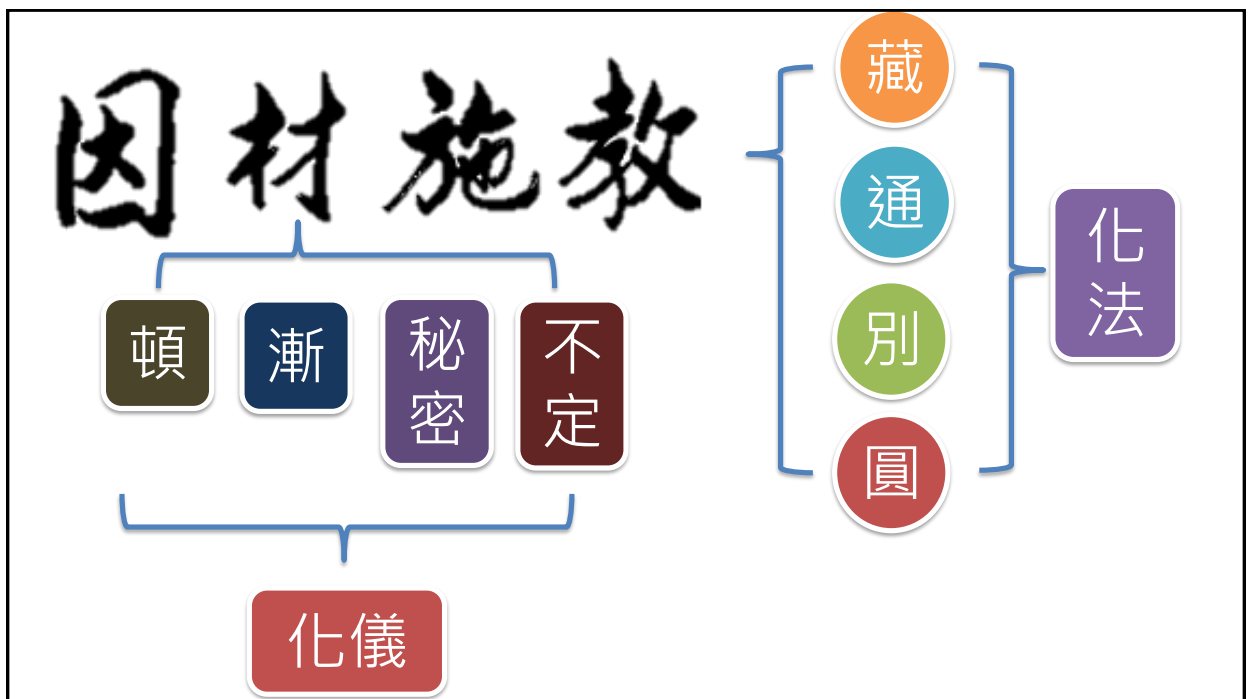 因材施教
頓
漸
秘密
不定
化儀
藏
通
別
圓
化法